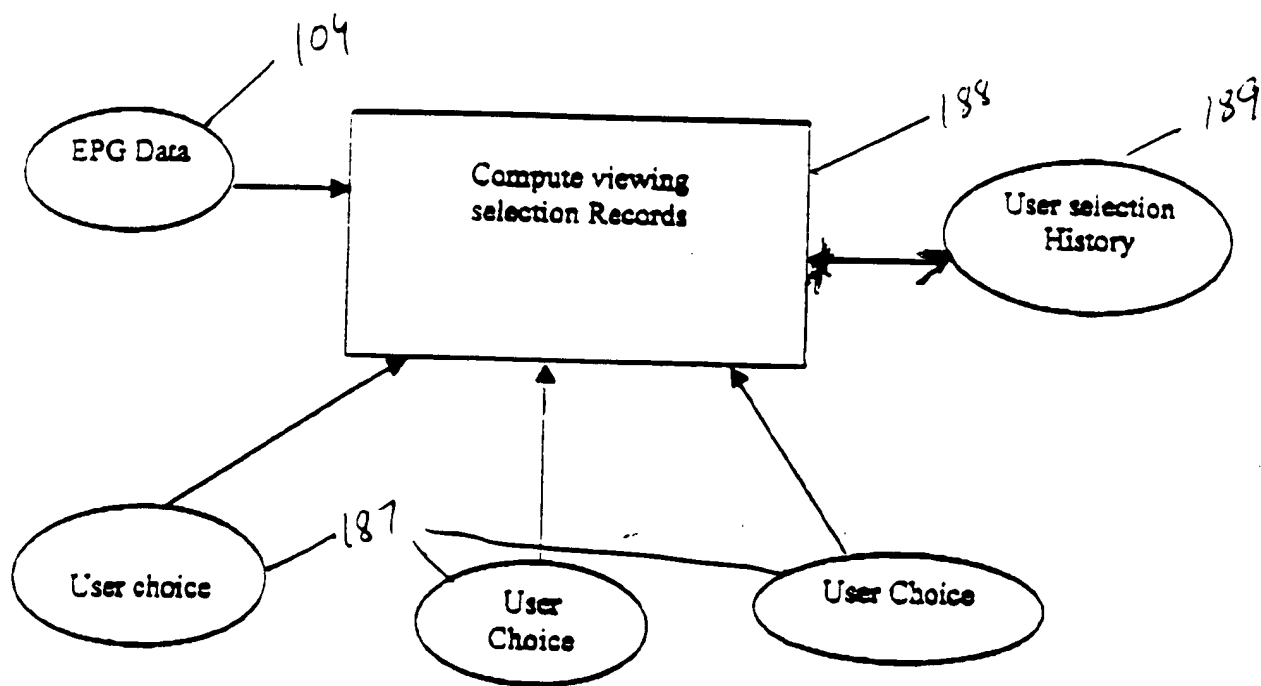 104
EPG Data
Compute viewing
selection Records
188
189
User selection
History
187
User choice
User
Choice
User Choice